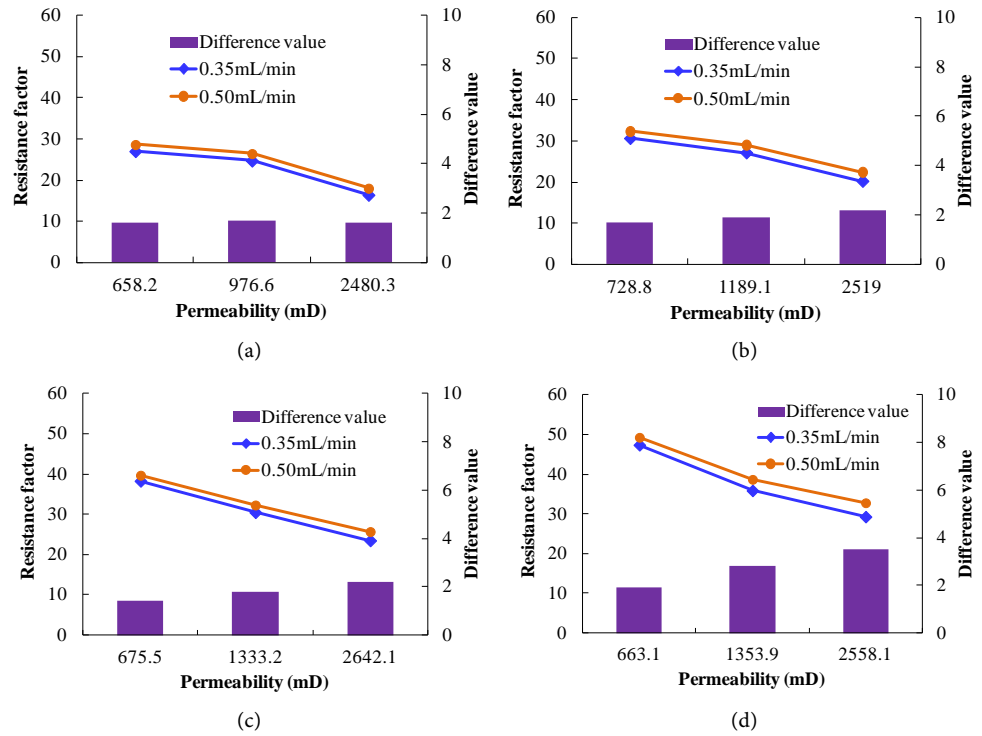 60
50
40
30
20
10
0
Resistance factor
Difference value
0.35mL/min
0.50mL/min
10
8
6
4
2
0
Difference value
658.2 976.6 2480.3
Permeability (mD)
(a)
60
50
40
30
20
10
0
Resistance factor
Difference value
0.35mL/min
0.50mL/min
10
8
6
4
2
0
Difference value
728.8 1189.1 2519
Permeability (mD)
(b)
60
50
40
30
20
10
0
Resistance factor
Difference value
0.35mL/min
0.50mL/min
10
8
6
4
2
0
Difference value
675.5 1333.2 2642.1
Permeability (mD)
(c)
60
50
40
30
20
10
0
Resistance factor
Difference value
0.35mL/min
0.50mL/min
10
8
6
4
2
0
Difference value
663.1 1353.9 2558.1
Permeability (mD)
(d)